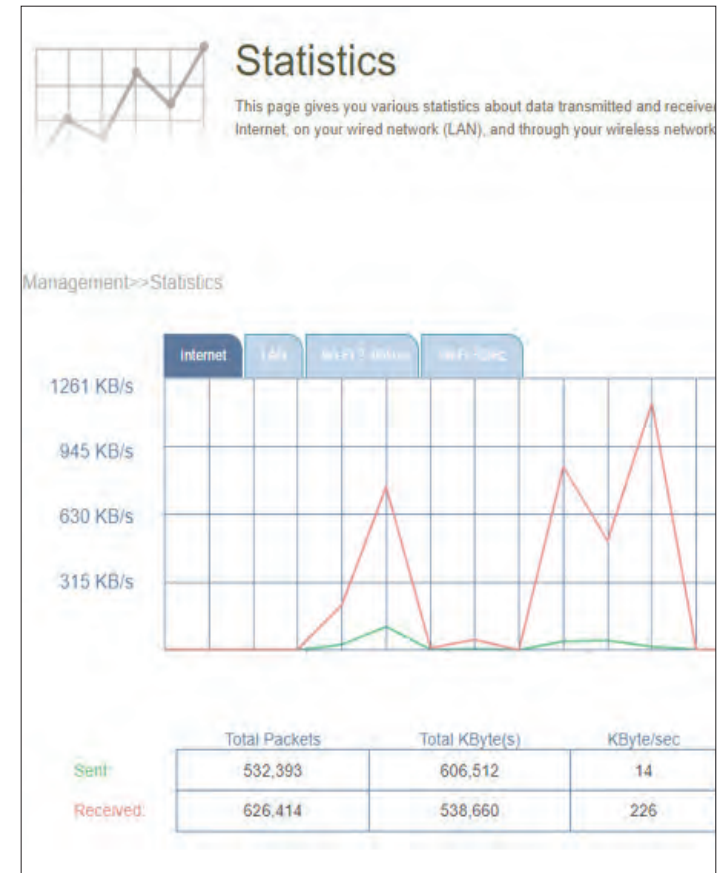 Statistics
This page gives you various statistics about data transmitted and
Internet, on your wired network (LAN), and through your wireless network
Management>>Statistics
Internet LAN
1261 KB/s
945 KB/s
630 KB/s
315 KB/s
Total Packets Total KByte(s) KByte/sec
Sent: 532,393 606,512 14
Received: 626,414 538,660 226